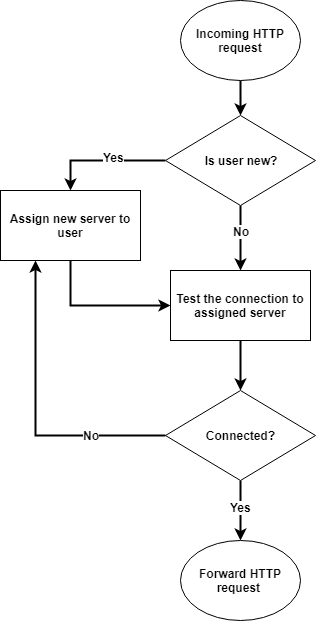 Incoming HTTP
request
Is user new?
Yes
Assign new server to
user
No
Test the connection to
assigned server
Connected?
No
Yes
Forward HTTP
request